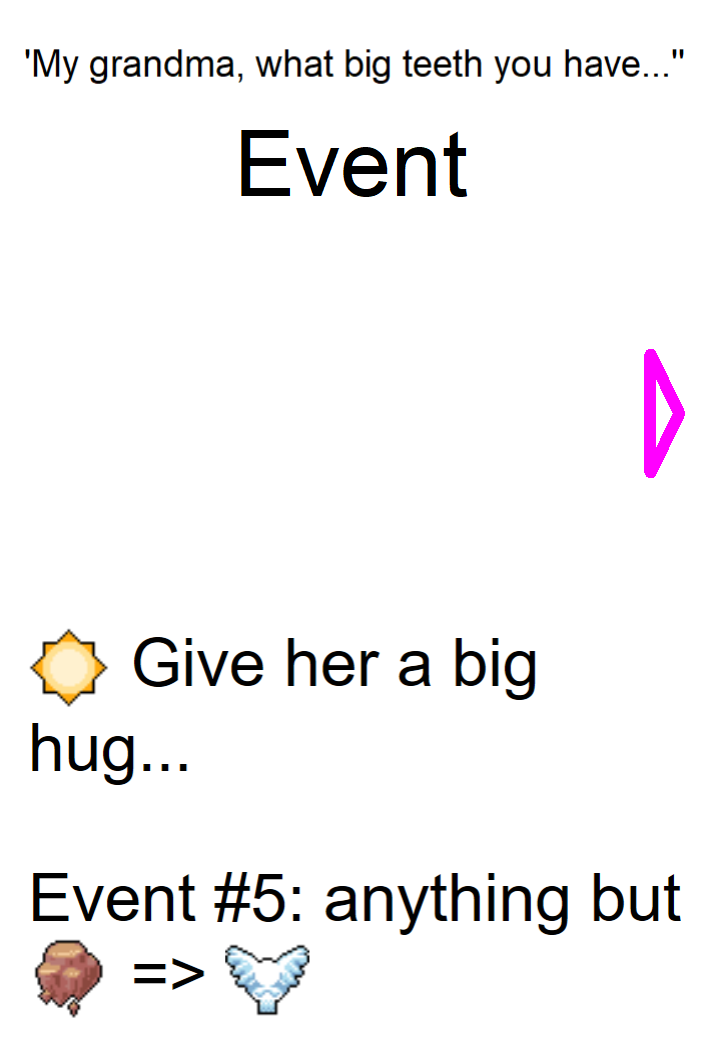 'My grandma, what big teeth you have..."
Event
Give her a big
hug...
Event #5: anything but
=>